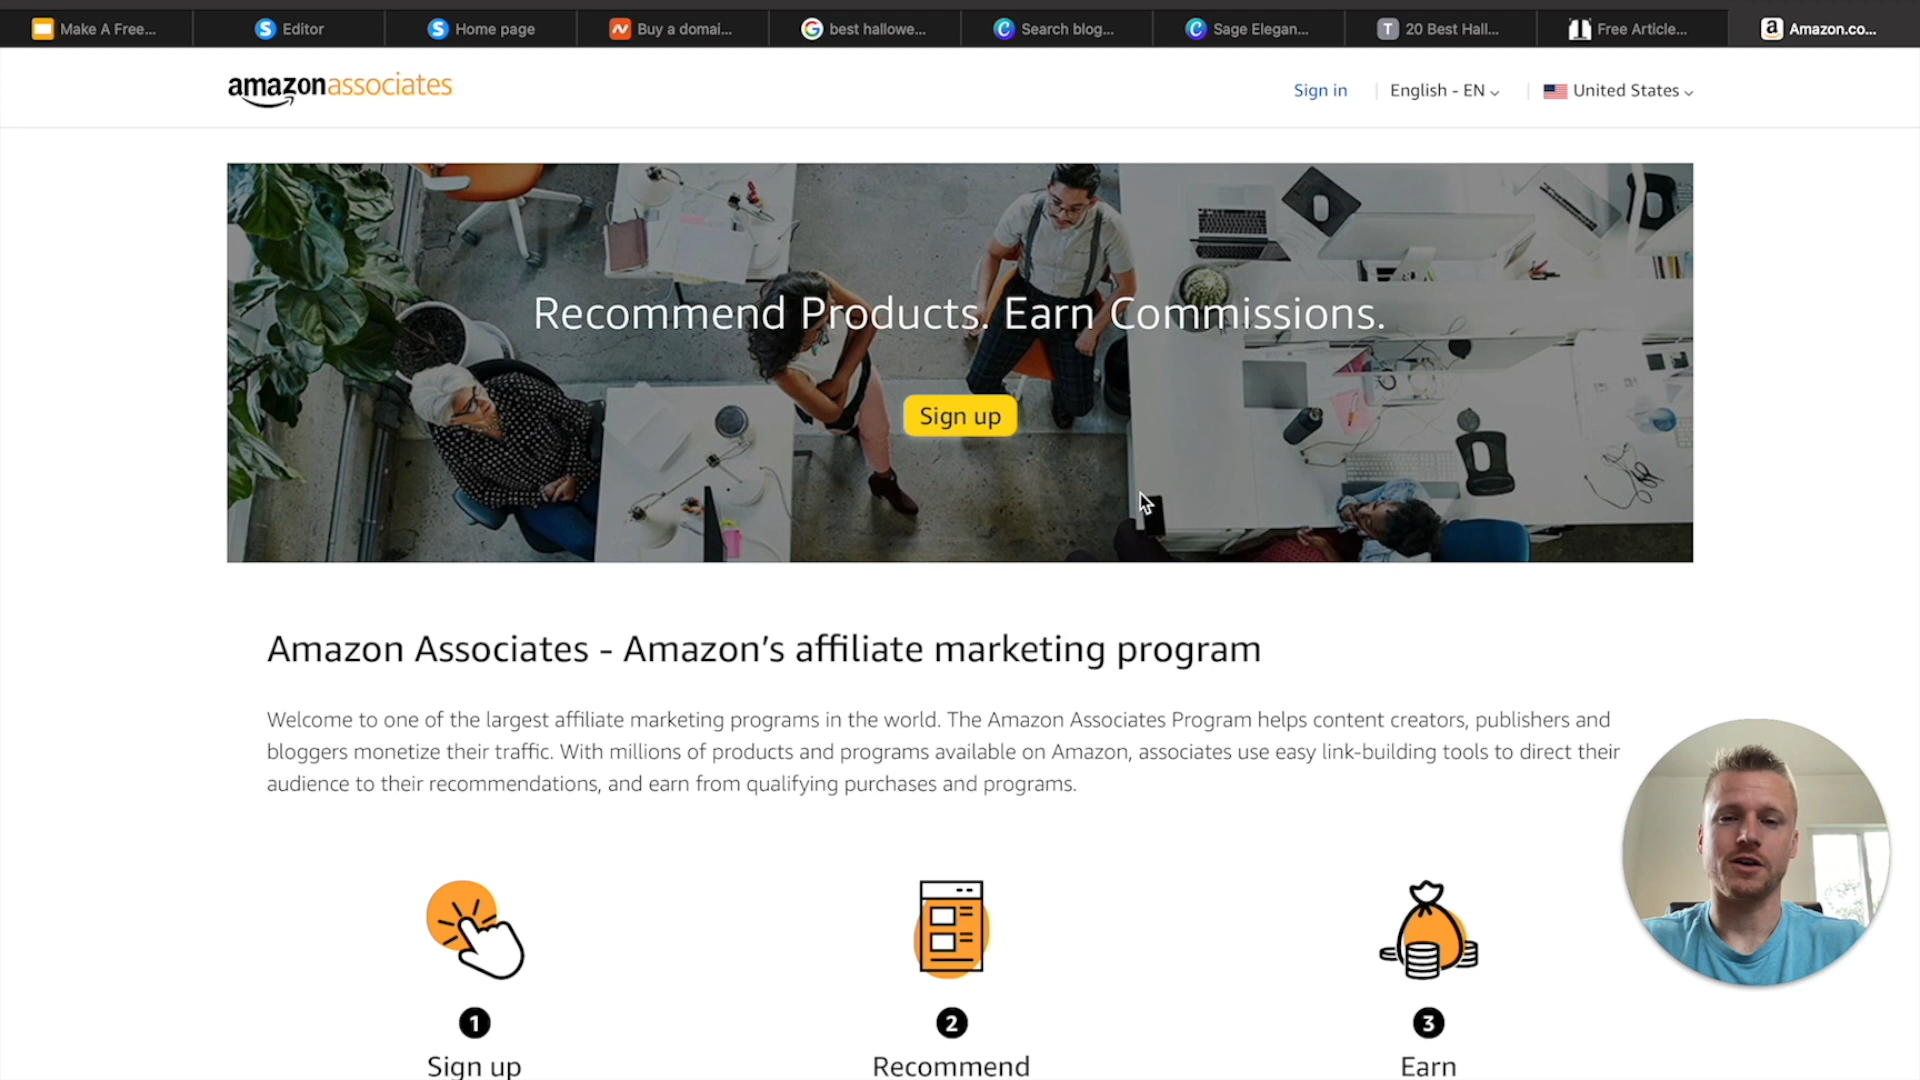 Make A Free...
Editor
Home page
Buy a domai...
best hallowe...
Search blog...
Sage Elegan...
20 Best Hall...
Free Article...
Amazon.co...
amazonassociates
Sign in
English - EN
United States
Recommend Products. Earn Commissions.
Sign up
Amazon Associates - Amazon's affiliate marketing program
Welcome to one of the largest affiliate marketing programs in the world. The Amazon Associates Program helps content creators, publishers and
bloggers monetize their traffic. With millions of products and programs available on Amazon, associates use easy link-building tools to direct their
audience to their recommendations, and earn from qualifying purchases and programs.
1
2
3
Sign up
Recommend
Earn